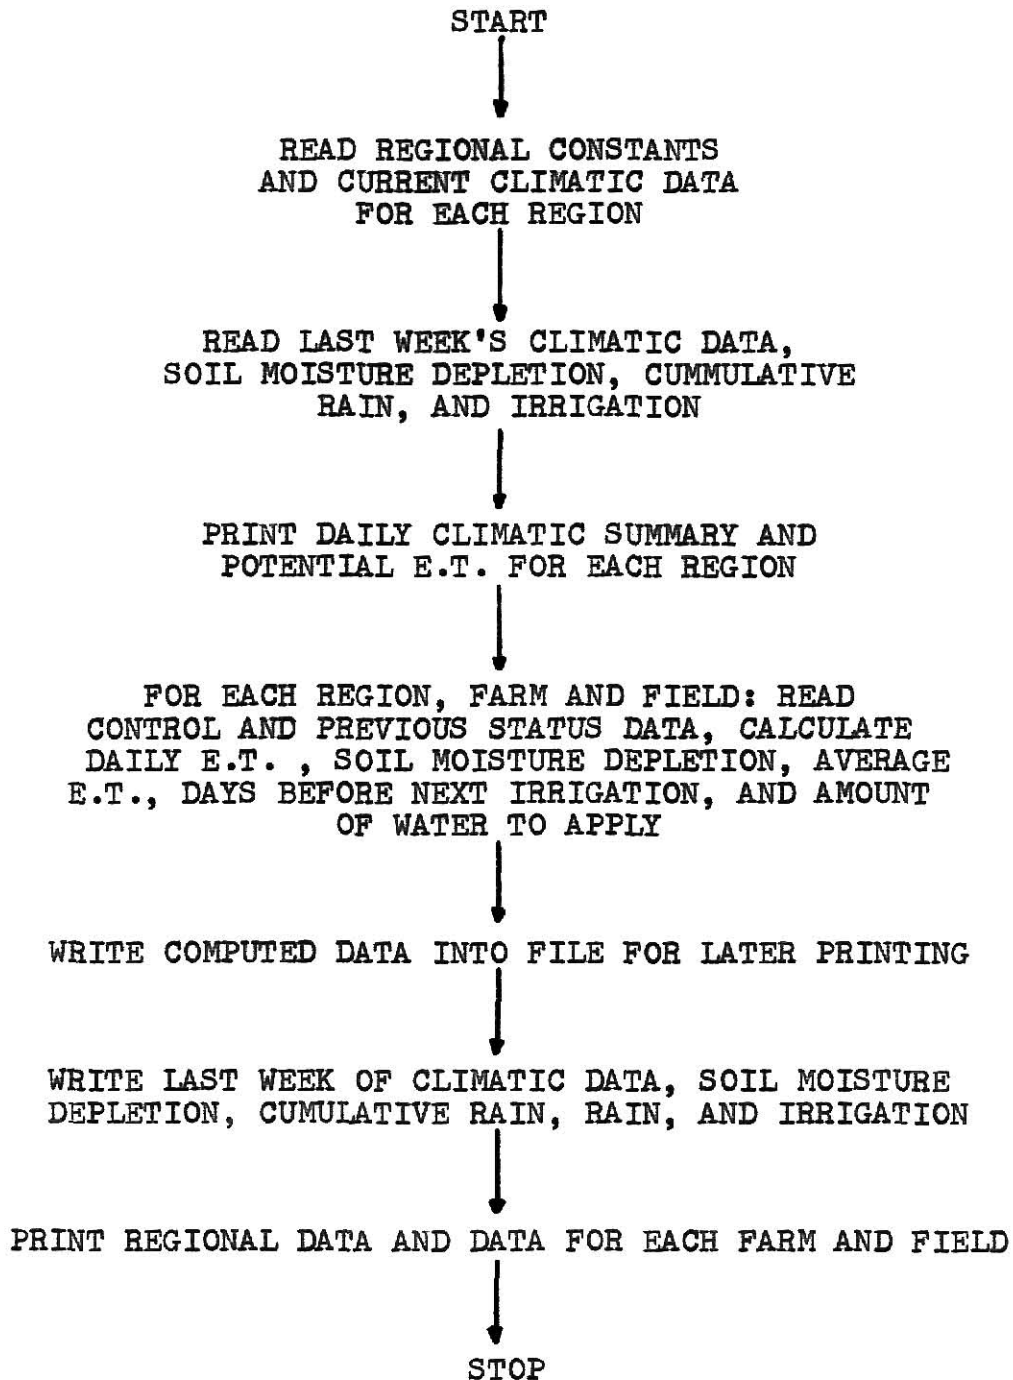 START
READ REGIONAL CONSTANTS
AND CURRENT CLIMATIC DATA
FOR EACH REGION
READ LAST WEEK'S CLIMATIC DATA,
SOIL MOISTURE DEPLETION, CUMMULATIVE
RAIN, AND IRRIGATION
PRINT DAILY CLIMATIC SUMMARY AND
POTENTIAL E.T. FOR EACH REGION
FOR EACH REGION, FARM AND FIELD: READ
CONTROL AND PREVIOUS STATUS DATA, CALCULATE
DAILY E.T. , SOIL MOISTURE DEPLETION, AVERAGE
E.T., DAYS BEFORE NEXT IRRIGATION, AND AMOUNT
OF WATER TO APPLY
WRITE COMPUTED DATA INTO FILE FOR LATER PRINTING
WRITE LAST WEEK OF CLIMATIC DATA, SOIL MOISTURE
DEPLETION, CUMULATIVE RAIN, RAIN, AND IRRIGATION
PRINT REGIONAL DATA AND DATA FOR EACH FARM AND FIELD
STOP